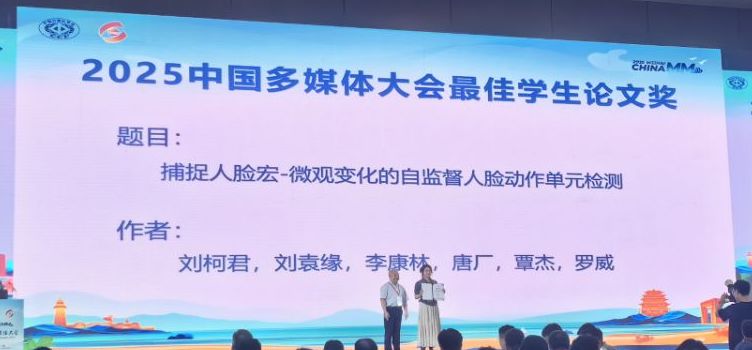 2025 WEIHAI
CHINAMM
2025中国多媒体大会最佳学生论文奖
题目：
捕捉人脸宏-微观变化的自监督人脸动作单元检测
作者：
刘柯君，刘袁缘，李康林，唐厂，覃杰，罗威